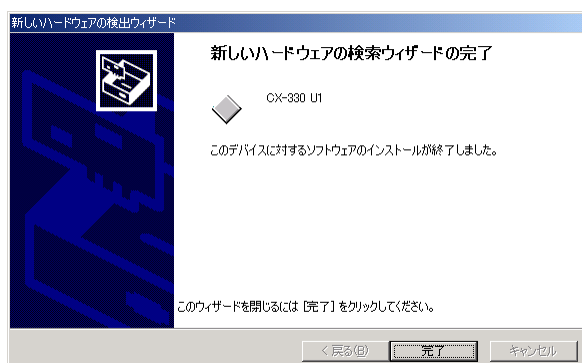 新しいハードウェアの検出ウィザード
新しいハードウェアの検索ウィザードの完了
CX-330 U1
このデバイスに対するソフトウェアのインストールが終了しました。
このウィザードを閉じるには [完了] をクリックしてください。
< 戻る(B)
完了
キャンセル